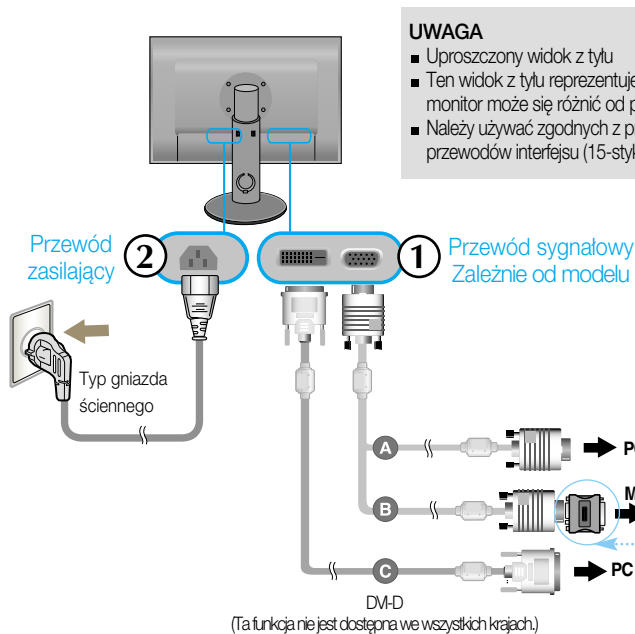 UWAGA
■ Uproszczony widok z tyłu
■ Ten widok z tyłu reprezentuje
monitor może się różnić od
■ Należy używać zgodnych z
przewodów interfejsu
Przewód
zasilający
2
1
Przewód sygnałowy
Zależnie od modelu
Typ gniazda
ściennego
A
B
C
PC
DVI-D
(Ta funkcja nie jest dostępna we wszystkich krajach.)